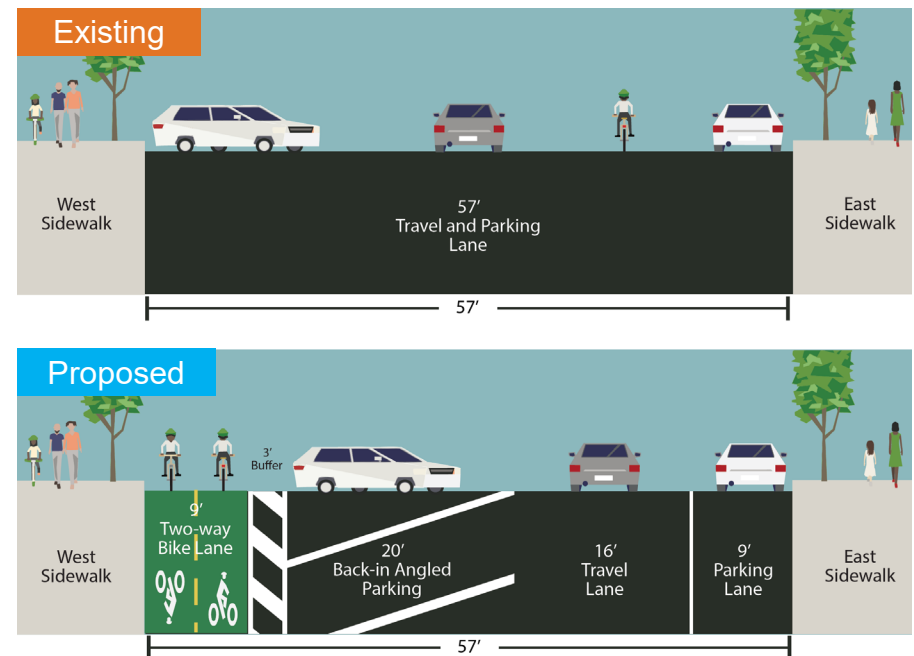 Existing
West
Sidewalk
57'
Travel and Parking
Lane
East
Sidewalk
57'
Proposed
3'
Buffer
West
Sidewalk
9'
Two-way
Bike Lane
20'
Back-in Angled
Parking
16'
Travel
Lane
9'
Parking
Lane
East
Sidewalk
57'